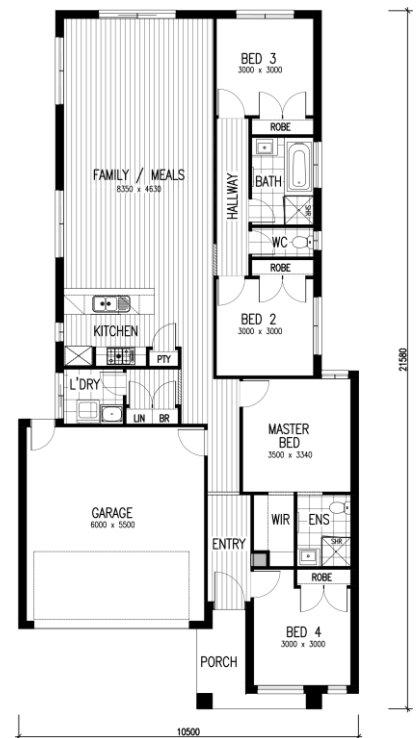 BED 3
3000 x 3000
ROBE
FAMILY / MEALS
8350 x 4630
HALLWAY
BATH
SHR
WC
ROBE
BED 2
3000 x 3000
KITCHEN
PTY
L'DRY
LIN
BR
MASTER
BED
3500 x 3340
GARAGE
6000 x 5500
ENTRY
WIR
ENS
SHR
ROBE
BED 4
3000 x 3000
PORCH
21580
10500